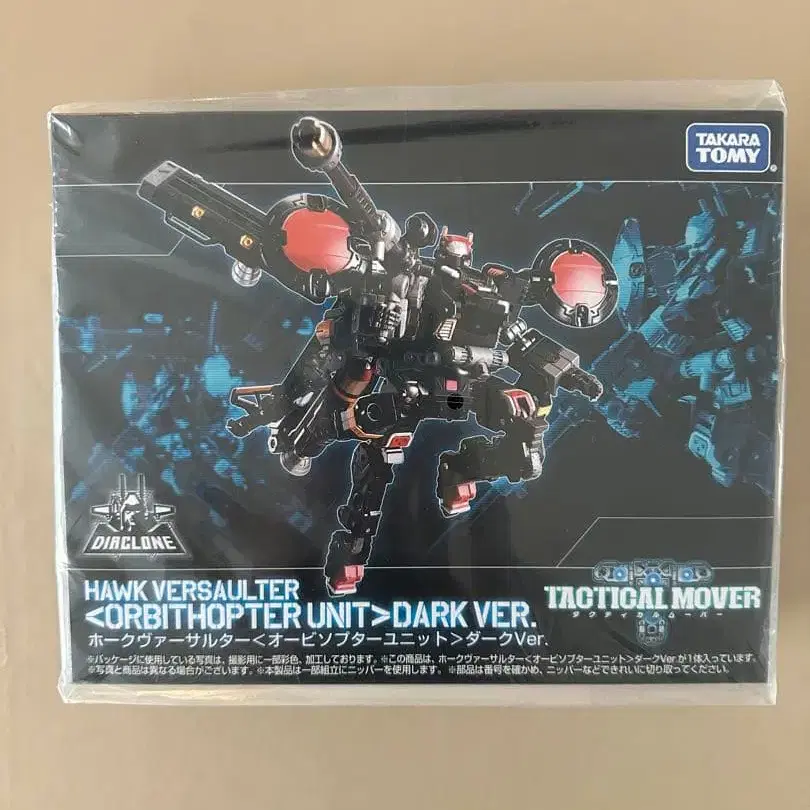 TAKARA
TOMY
DIACLONE
HAWK VERSAULTER
<ORBITHOPTER UNIT>DARK VER.
ホークヴァーサルター<オービソプターユニット>ダークVer.
TACTICAL MOVER
タクティカルムーバー
※パッケージに使用している写真は、撮影用に一部彩色、加工しております。※この商品は、ホークヴァーサルター<オービソプターユニット>ダークVer が1体入っています。
※写真と商品は異なる場合がございます。※本製品は一部組立にニッパーを使用します。※部品は番号を確かめ、ニッパーなどできれいに切り取ってください。